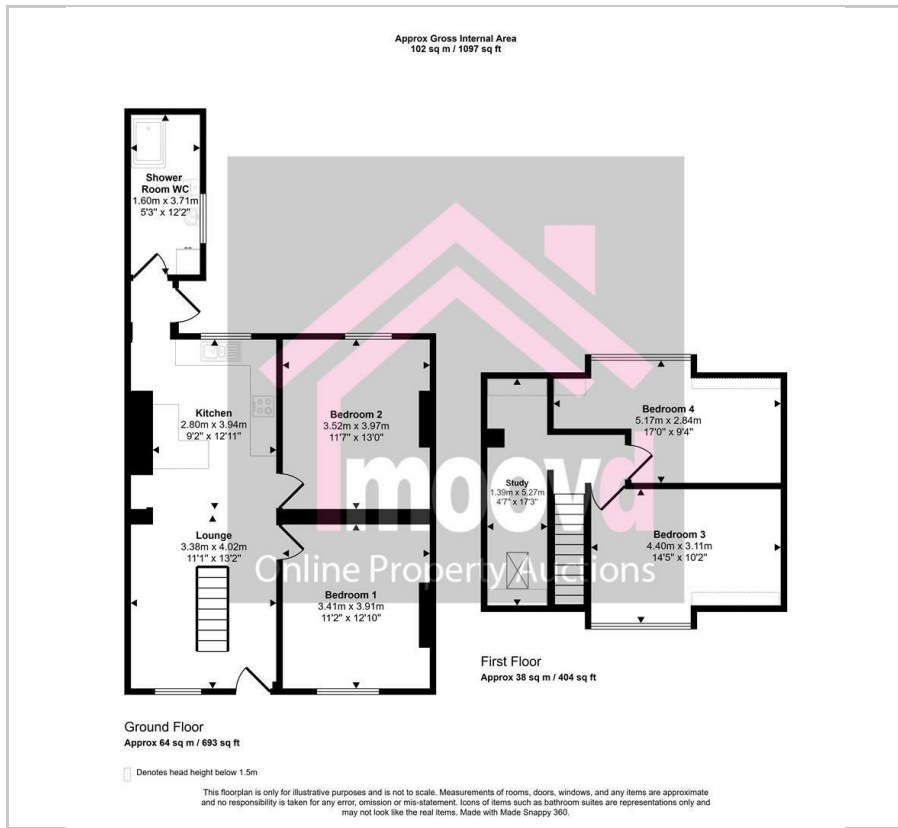 Approx Gross Internal Area
102 sq m / 1097 sq ft
Shower
Room WC
1.60m x 3.71m
5'3" x 12'2"
Kitchen
2.80m x 3.94m
9'2" x 12'11"
Bedroom 2
3.52m x 3.97m
11'7" x 13'0"
Lounge
3.38m x 4.02m
11'1" x 13'2"
Bedroom 1
3.41m x 3.91m
11'2" x 12'10"
Bedroom 4
5.17m x 2.84m
17'0" x 9'4"
Study
1.39m x 5.27m
4'7" x 17'3"
Bedroom 3
4.40m x 3.11m
14'5" x 10'2"
moovd
Online Property Auctions
First Floor
Approx 38 sq m / 404 sq ft
Ground Floor
Approx 64 sq m / 693 sq ft
Denotes head height below 1.5m
This floorplan is only for illustrative purposes and is not to scale. Measurements of rooms, doors, windows, and any items are approximate
and no responsibility is taken for any error, omission or mis-statement. Icons of items such as bathroom suites are representations only and
may not look like the real items. Made with Made Snappy 360.